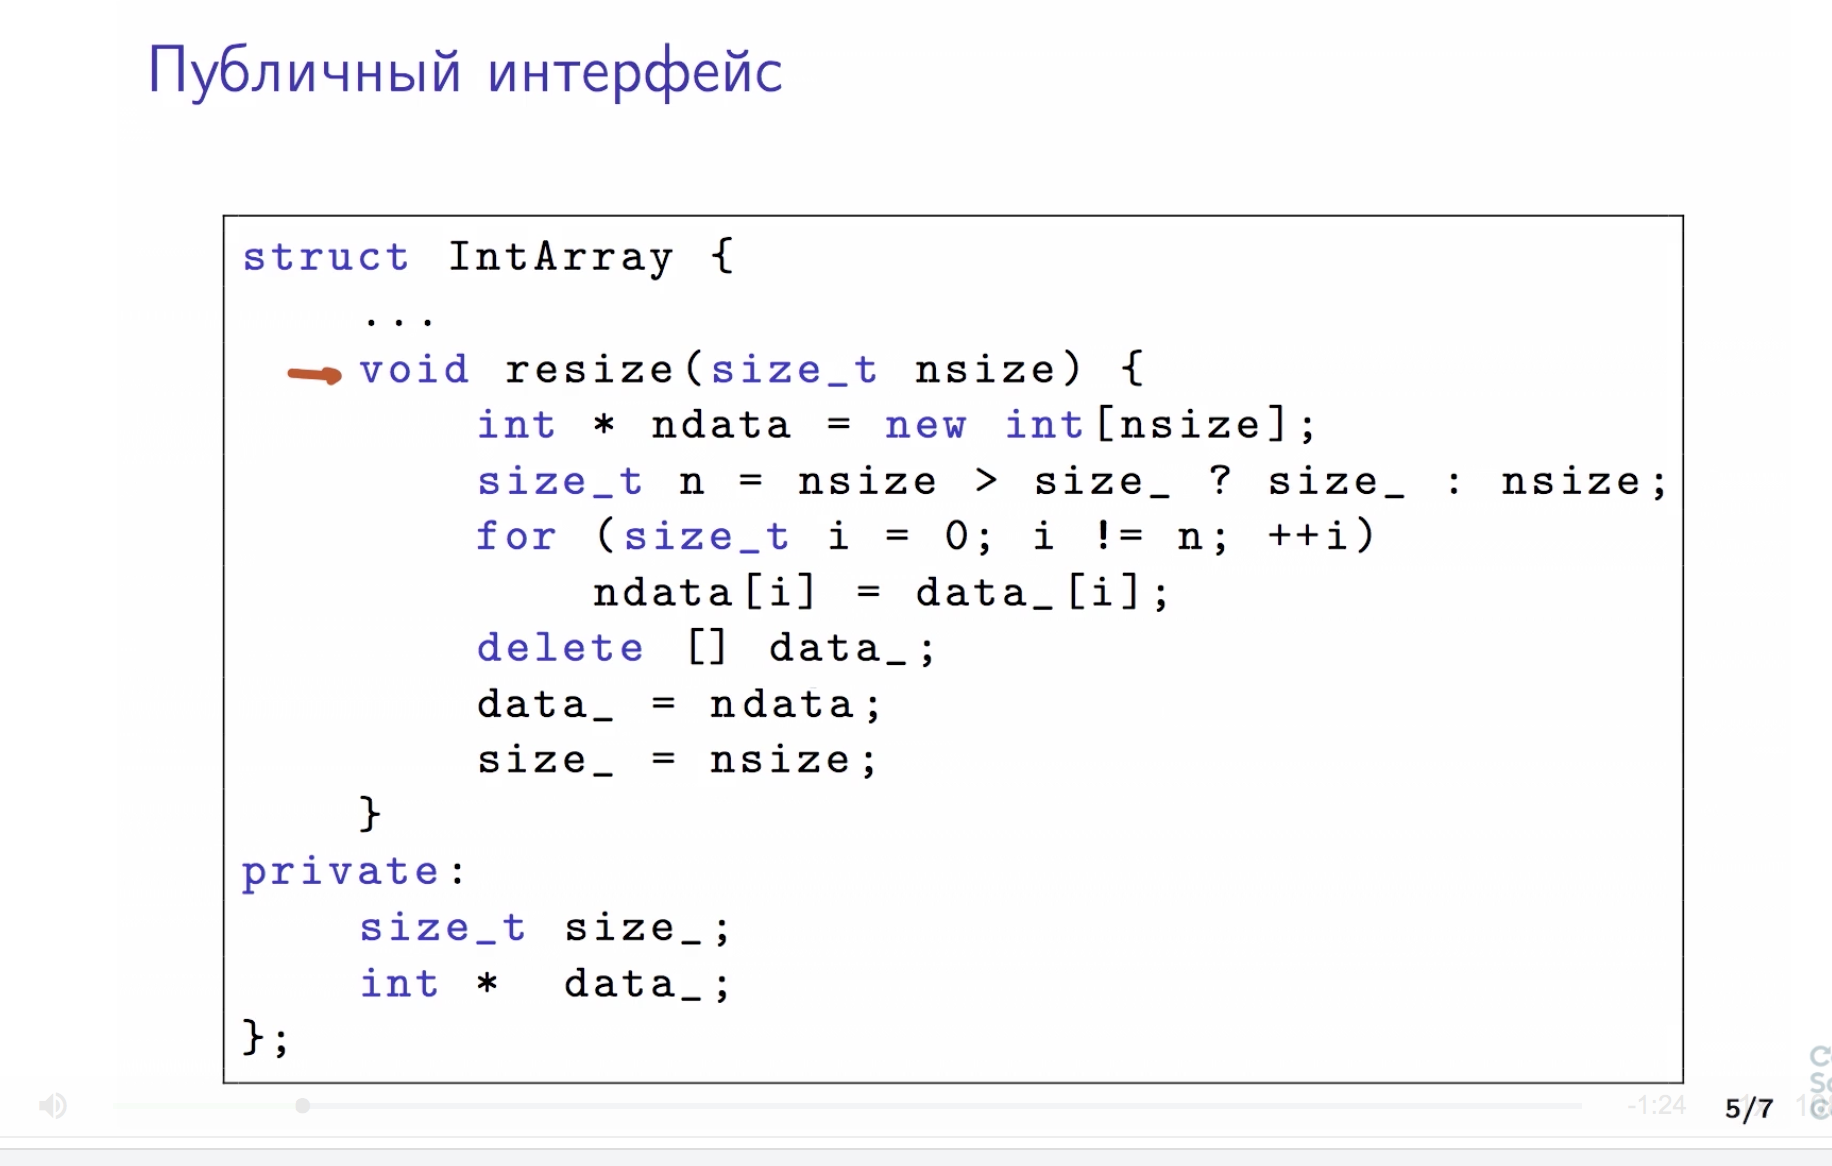 Публичный интерфейс
struct IntArray {
    ...
    void resize(size_t nsize) {
        int * ndata = new int[nsize];
        size_t n = nsize > size_ ? size_ : nsize;
        for (size_t i = 0; i != n; ++i)
            ndata[i] = data_[i];
        delete [] data_;
        data_ = ndata;
        size_ = nsize;
    }
private:
    size_t size_;
    int *  data_;
};
-1:24
5/7